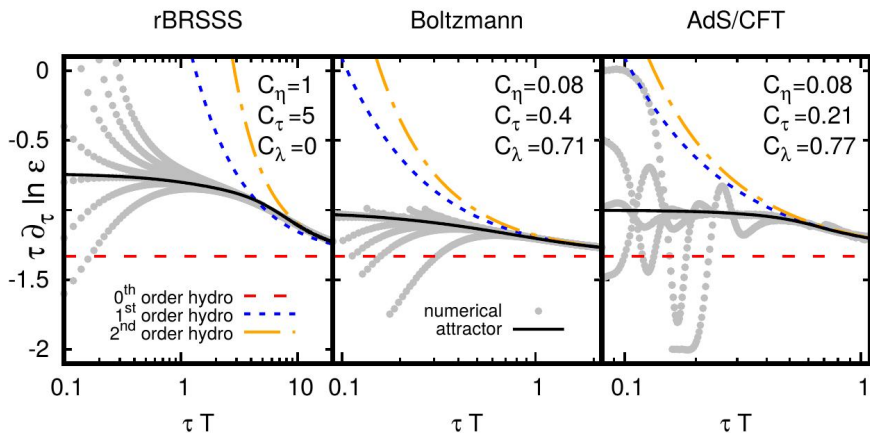 rBRSSS Boltzmann AdS/CFT
0
-0.5
-1
-1.5
-2
τ ∂τ ln ε
Cη=1
Cτ=5
Cλ=0
0th order hydro
1st order hydro
2nd order hydro
Cη=0.08
Cτ=0.4
Cλ=0.71
numerical
attractor
Cη=0.08
Cτ=0.21
Cλ=0.77
0.1 1 10 0.1 1 0.1 1
τ T τ T τ T